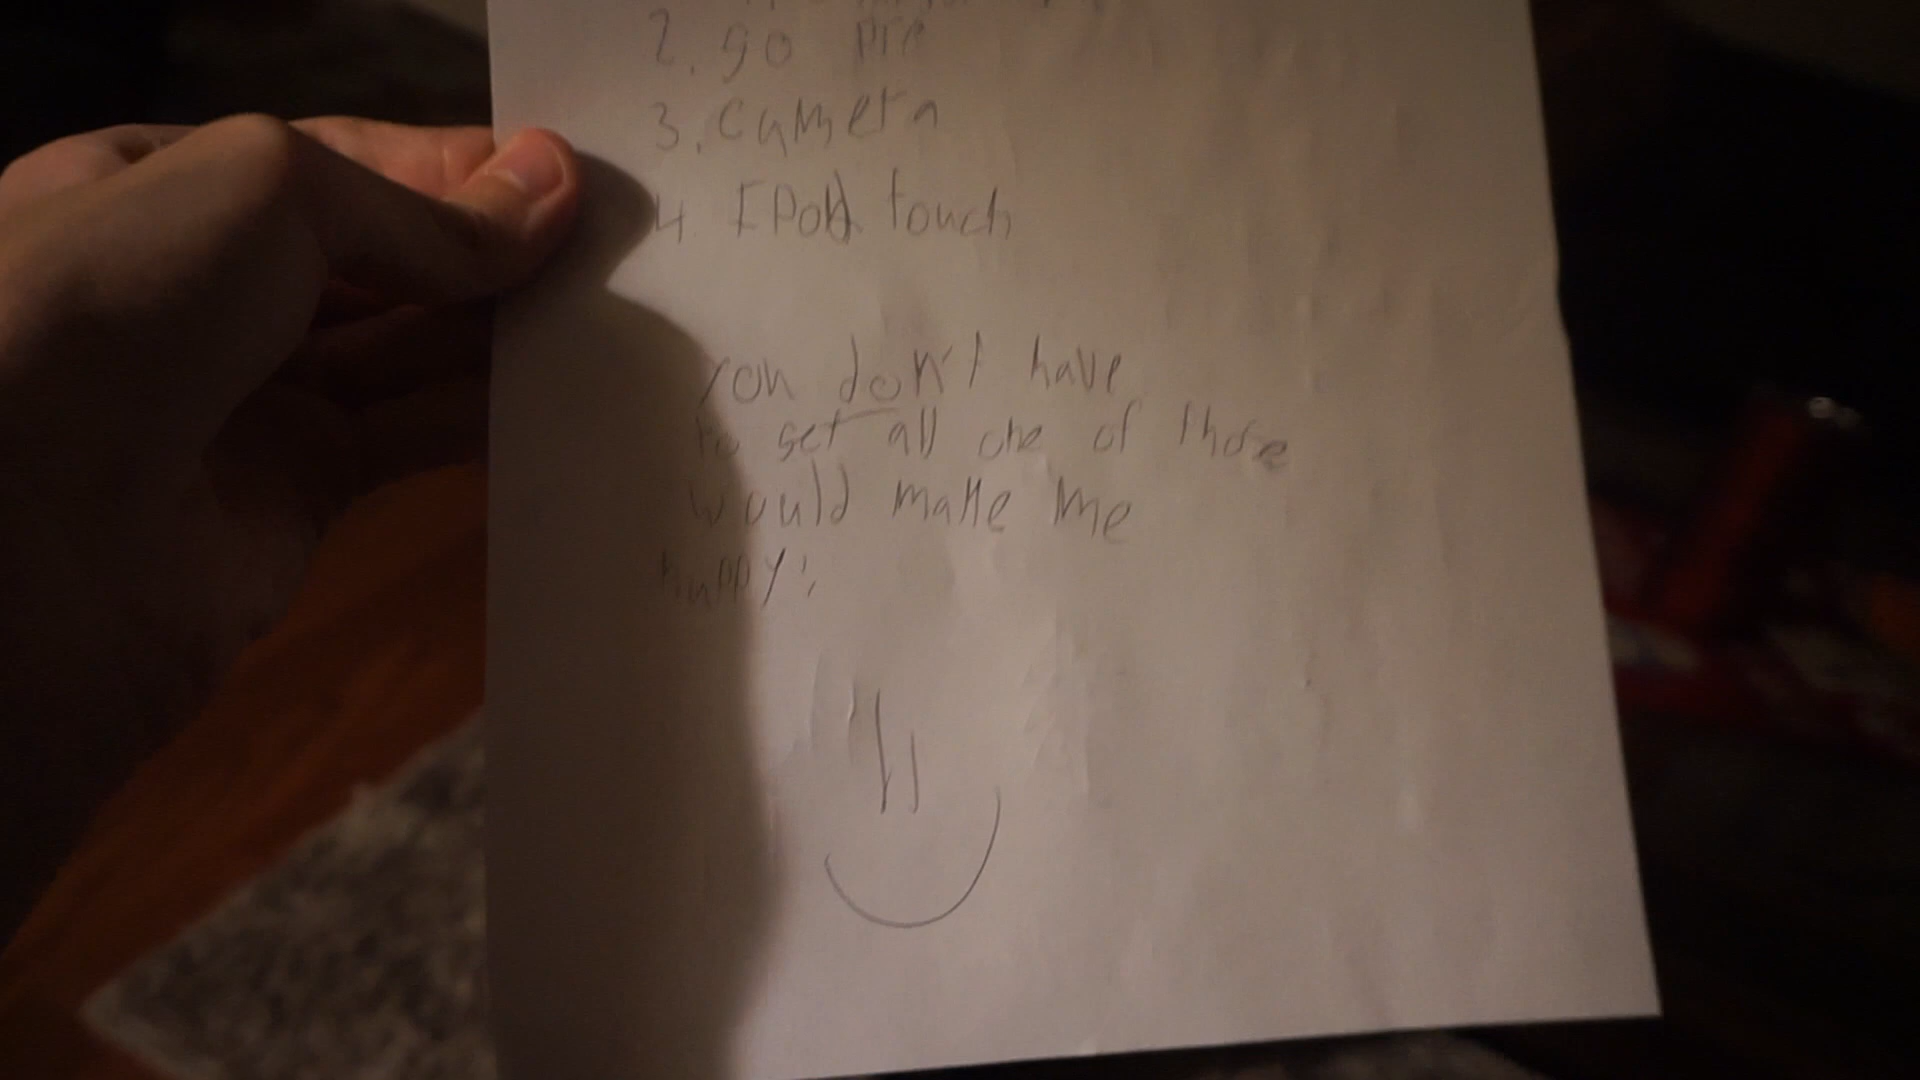 2. go pro
3. camera
4. IPod touch
You don't have
to get all one of those
would make me
happy!